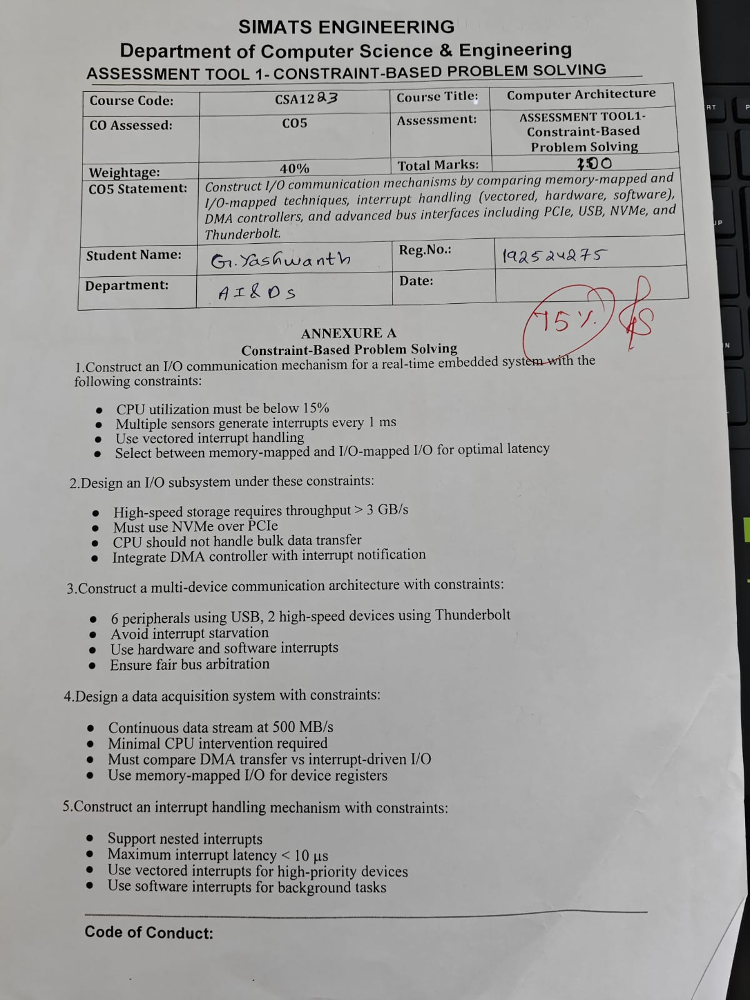 SIMATS ENGINEERING
Department of Computer Science & Engineering
ASSESSMENT TOOL 1- CONSTRAINT-BASED PROBLEM SOLVING
Course Code: CSA1223 Course Title: Computer Architecture
CO Assessed: CO5 Assessment: ASSESSMENT TOOL1-
Constraint-Based
Problem Solving
Weightage: 40% Total Marks:
CO5 Statement: Construct I/O communication mechanisms by comparing memory-mapped and
I/O-mapped techniques, interrupt handling (vectored, hardware, software),
DMA controllers, and advanced bus interfaces including PCIe, USB, NVMe, and
Thunderbolt.
Student Name: G. Yashwanth Reg.No.: 192524275
Department: AI & DS Date:
75%
ANNEXURE A
Constraint-Based Problem Solving
1.Construct an I/O communication mechanism for a real-time embedded system with the
following constraints:
● CPU utilization must be below 15%
● Multiple sensors generate interrupts every 1 ms
● Use vectored interrupt handling
● Select between memory-mapped and I/O-mapped I/O for optimal latency
2.Design an I/O subsystem under these constraints:
● High-speed storage requires throughput > 3 GB/s
● Must use NVMe over PCIe
● CPU should not handle bulk data transfer
● Integrate DMA controller with interrupt notification
3.Construct a multi-device communication architecture with constraints:
● 6 peripherals using USB, 2 high-speed devices using Thunderbolt
● Avoid interrupt starvation
● Use hardware and software interrupts
● Ensure fair bus arbitration
4.Design a data acquisition system with constraints:
● Continuous data stream at 500 MB/s
● Minimal CPU intervention required
● Must compare DMA transfer vs interrupt-driven I/O
● Use memory-mapped I/O for device registers
5.Construct an interrupt handling mechanism with constraints:
● Support nested interrupts
● Maximum interrupt latency < 10 μs
● Use vectored interrupts for high-priority devices
● Use software interrupts for background tasks
Code of Conduct: